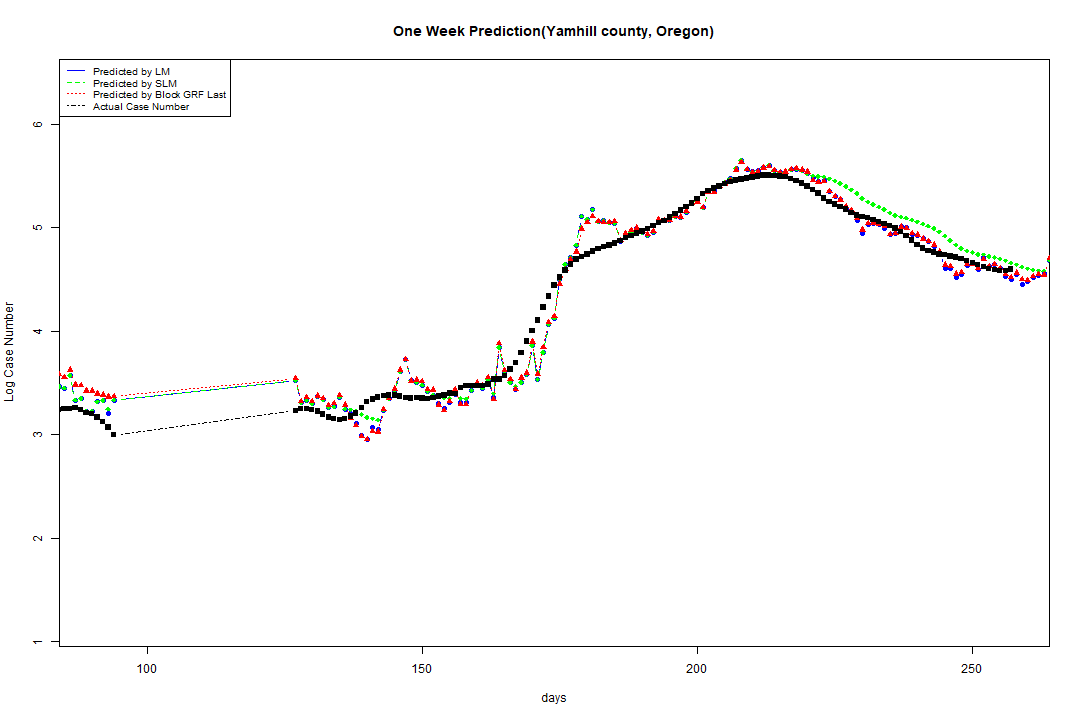 One Week Prediction(Yamhill county, Oregon)
Predicted by LM
Predicted by SLM
Predicted by Block GRF Last
Actual Case Number
6
5
4
3
2
1
Log Case Number
100 150 200 250
days